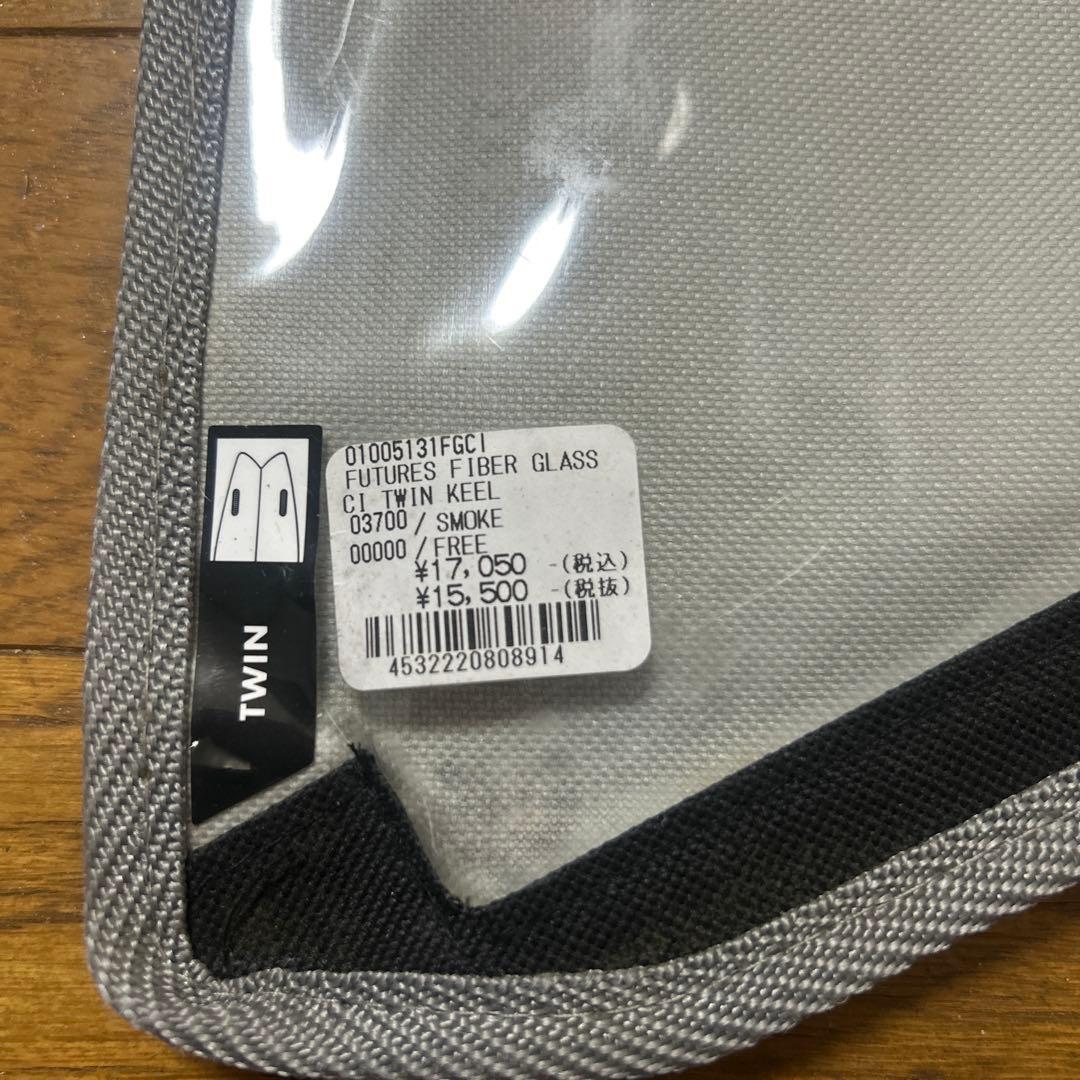 01005131FGCI
FUTURES FIBER GLASS
CI TWIN KEEL
03700 / SMOKE
00000 / FREE
¥17,050 -(税込)
¥15,500 -(税抜)
4532220808914
TWIN